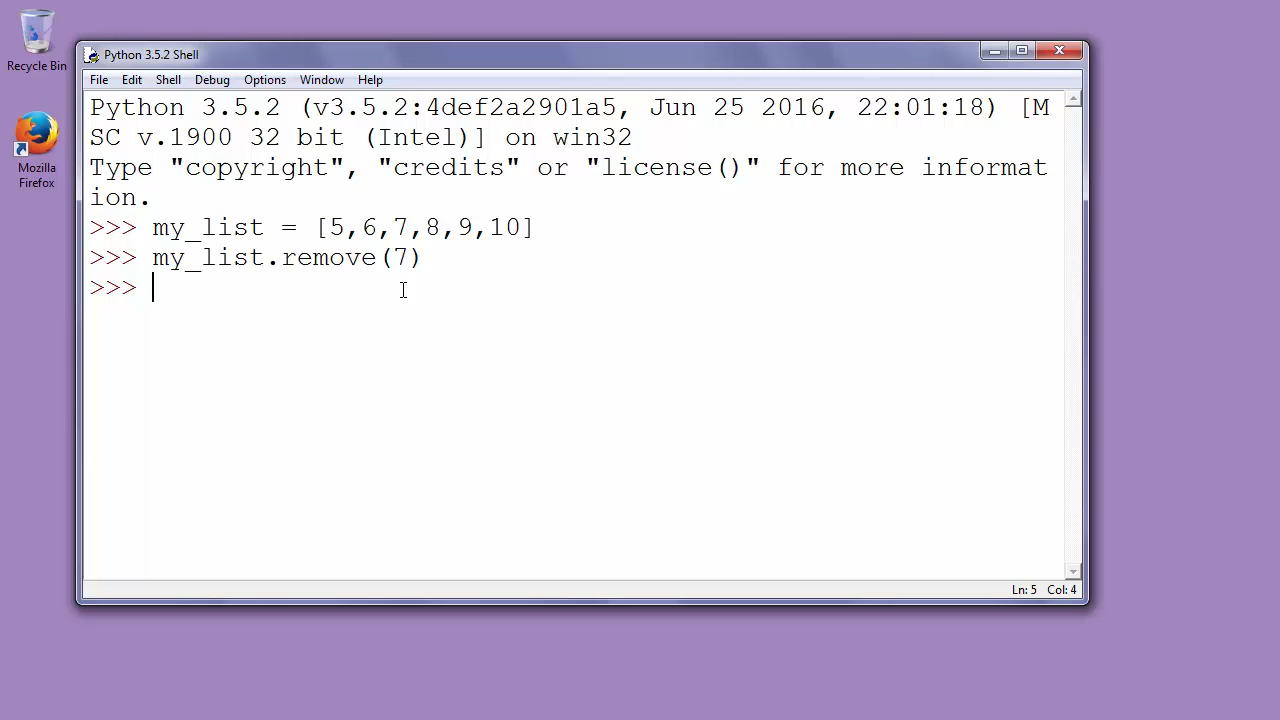 Recycle Bin
Mozilla
Firefox
Python 3.5.2 Shell
File Edit Shell Debug Options Window Help
Python 3.5.2 (v3.5.2:4def2a2901a5, Jun 25 2016, 22:01:18) [M
SC v.1900 32 bit (Intel)] on win32
Type "copyright", "credits" or "license()" for more informat
ion.
>>> my_list = [5,6,7,8,9,10]
>>> my_list.remove(7)
>>>
Ln: 5 Col: 4